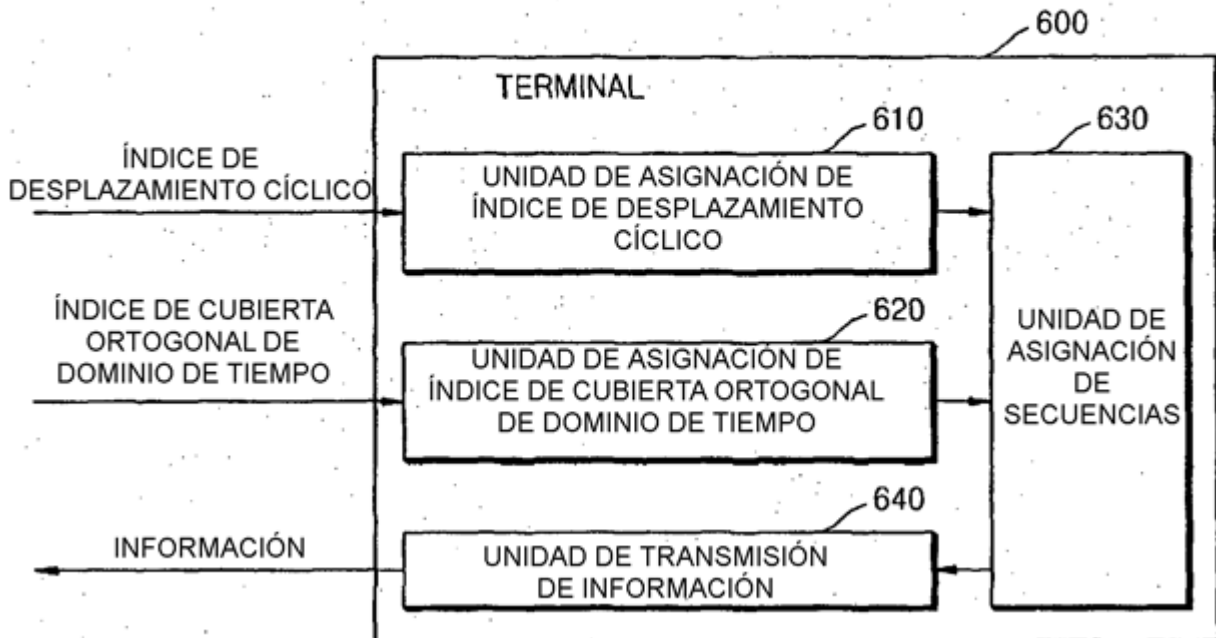 600
TERMINAL
610
630
ÍNDICE DE
DESPLAZAMIENTO CÍCLICO
UNIDAD DE ASIGNACIÓN DE
ÍNDICE DE DESPLAZAMIENTO
CÍCLICO
ÍNDICE DE CUBIERTA
ORTOGONAL DE
DOMINIO DE TIEMPO
620
UNIDAD DE ASIGNACIÓN DE
ÍNDICE DE CUBIERTA ORTOGONAL
DE DOMINIO DE TIEMPO
UNIDAD DE
ASIGNACIÓN
DE
SECUENCIAS
640
INFORMACIÓN
UNIDAD DE TRANSMISIÓN
DE INFORMACIÓN